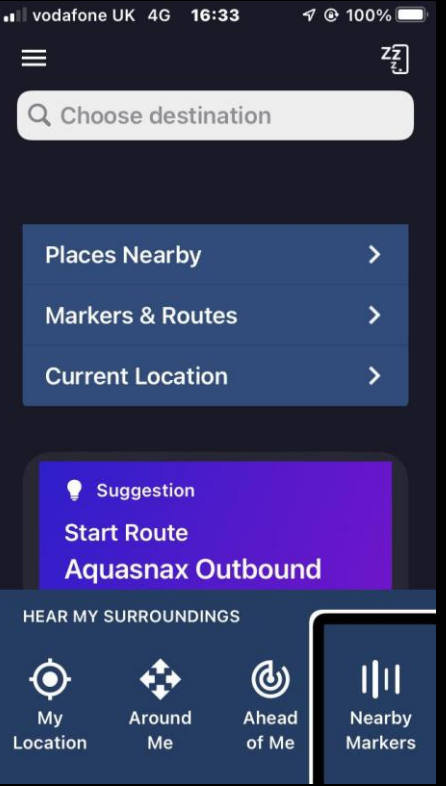 vodafone UK 4G 16:33 100%
zzz
Choose destination
Places Nearby
Markers & Routes
Current Location
Suggestion
Start Route
Aquasnax Outbound
HEAR MY SURROUNDINGS
My Location
Around Me
Ahead of Me
Nearby Markers